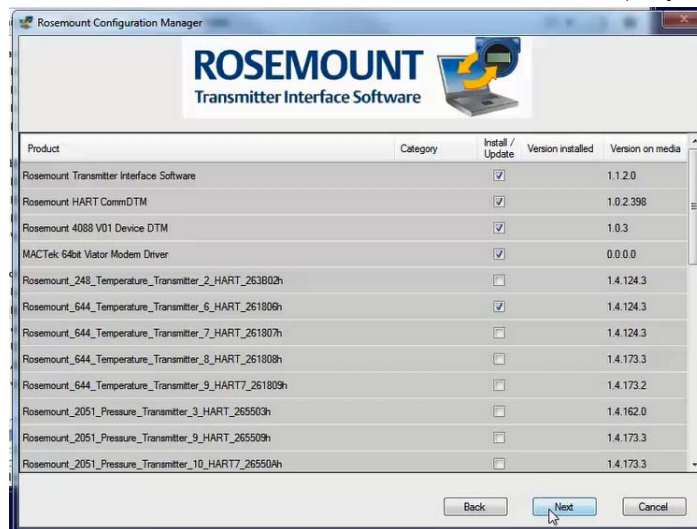 Rosemount Configuration Manager
ROSEMOUNT
Transmitter Interface Software
Product Category Install / Update Version installed Version on media
Rosemount Transmitter Interface Software 1.1.2.0
Rosemount HART CommDTM 1.0.2.398
Rosemount 4088 V01 Device DTM 1.0.3
MACTek 64bit Viator Modem Driver 0.0.0.0
Rosemount_248_Temperature_Transmitter_2_HART_263B02h 1.4.124.3
Rosemount_644_Temperature_Transmitter_6_HART_261806h 1.4.124.3
Rosemount_644_Temperature_Transmitter_7_HART_261807h 1.4.124.3
Rosemount_644_Temperature_Transmitter_8_HART_261808h 1.4.173.3
Rosemount_644_Temperature_Transmitter_9_HART7_261809h 1.4.173.2
Rosemount_2051_Pressure_Transmitter_3_HART_265503h 1.4.162.0
Rosemount_2051_Pressure_Transmitter_9_HART_265509h 1.4.173.3
Rosemount_2051_Pressure_Transmitter_10_HART7_26550Ah 1.4.173.3
Back Next Cancel